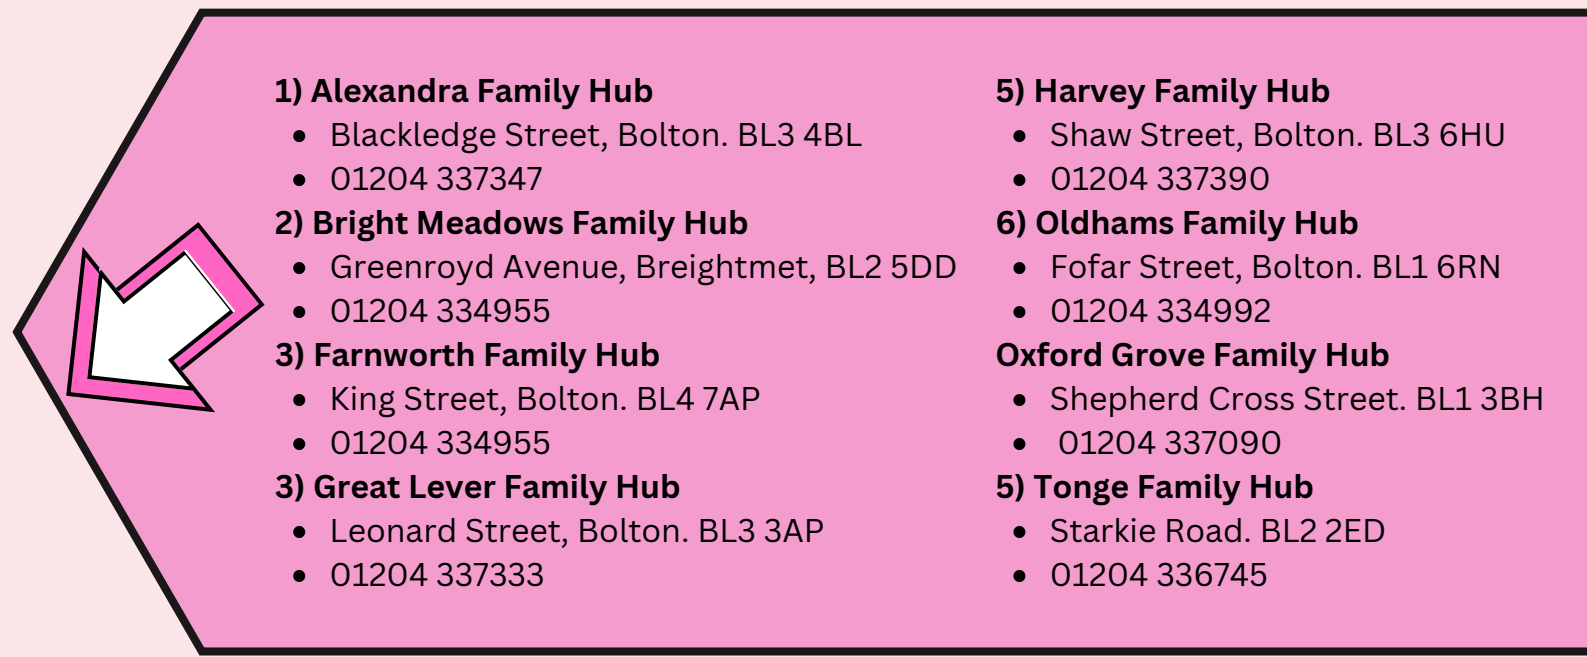 1) Alexandra Family Hub
• Blackledge Street, Bolton. BL3 4BL
• 01204 337347
2) Bright Meadows Family Hub
• Greenroyd Avenue, Breightmet, BL2 5DD
• 01204 334955
3) Farnworth Family Hub
• King Street, Bolton. BL4 7AP
• 01204 334955
3) Great Lever Family Hub
• Leonard Street, Bolton. BL3 3AP
• 01204 337333
5) Harvey Family Hub
• Shaw Street, Bolton. BL3 6HU
• 01204 337390
6) Oldhams Family Hub
• Fofar Street, Bolton. BL1 6RN
• 01204 334992
Oxford Grove Family Hub
• Shepherd Cross Street. BL1 3BH
• 01204 337090
5) Tonge Family Hub
• Starkie Road. BL2 2ED
• 01204 336745